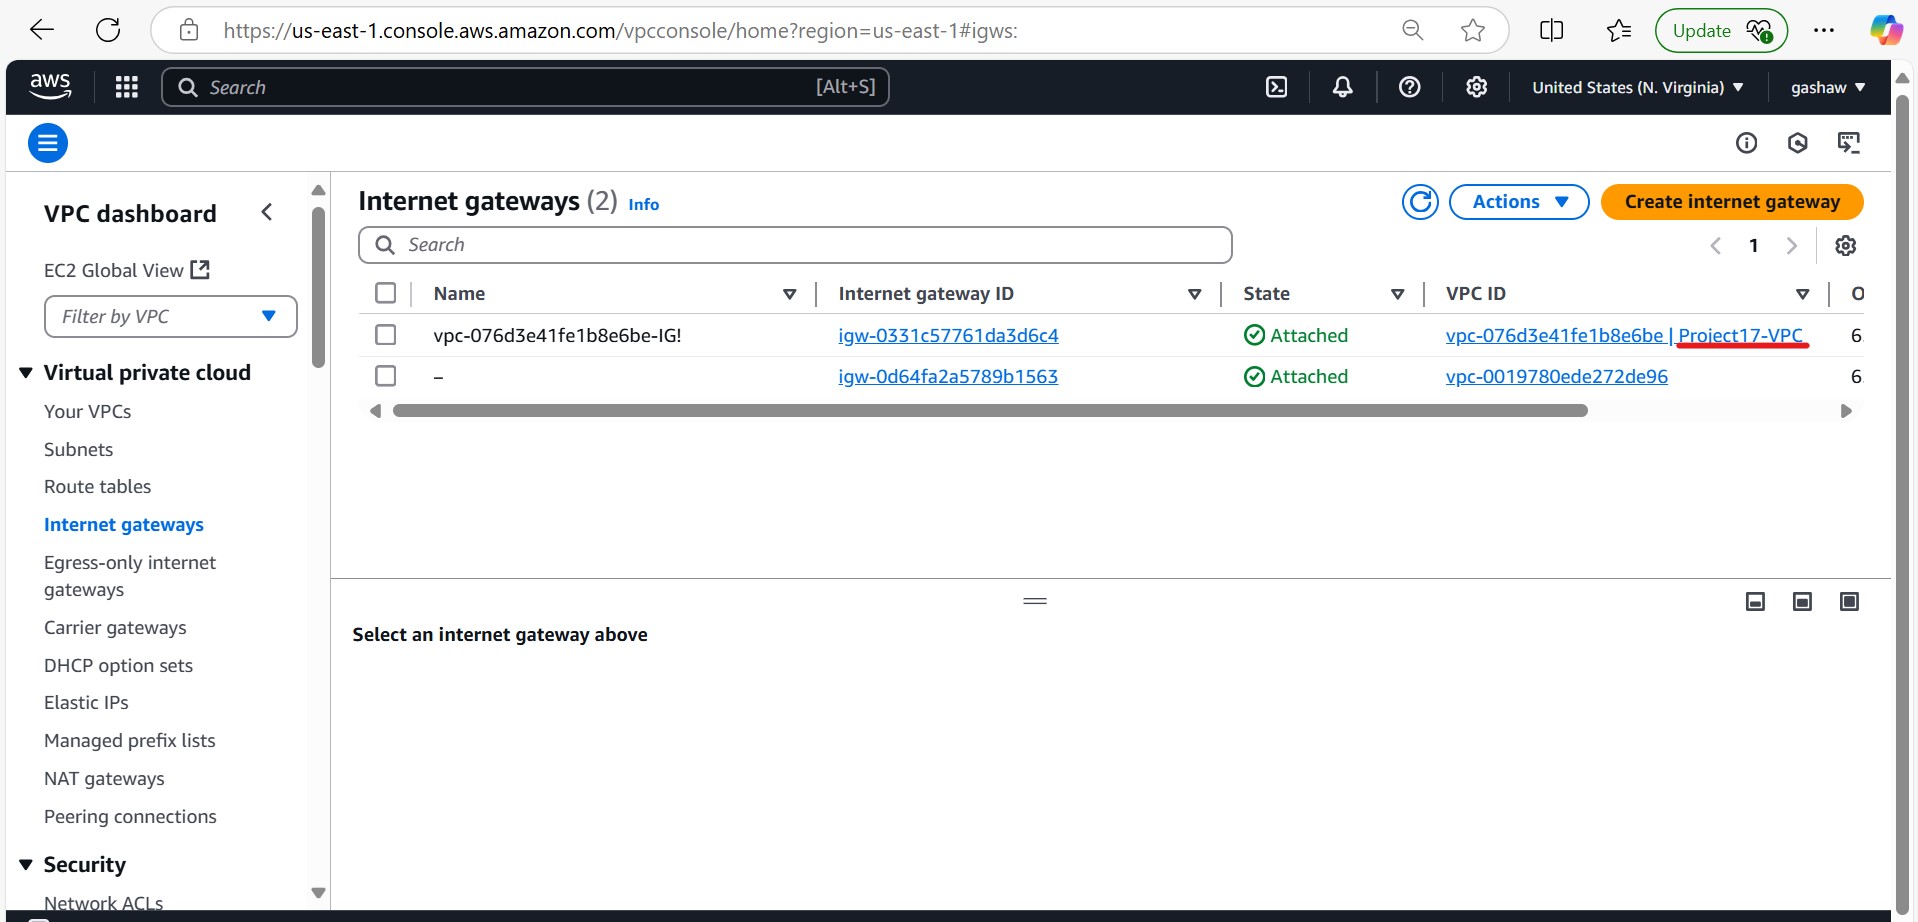 https://us-east-1.console.aws.amazon.com/vpcconsole/home?region=us-east-1#igws:
Update
aws
Search
[Alt+S]
United States (N. Virginia)
gashaw
VPC dashboard
EC2 Global View
Filter by VPC
Virtual private cloud
Your VPCs
Subnets
Route tables
Internet gateways
Egress-only internet
gateways
Carrier gateways
DHCP option sets
Elastic IPs
Managed prefix lists
NAT gateways
Peering connections
Security
Network ACLs
Internet gateways (2) Info
Actions
Create internet gateway
Search
1
Name Internet gateway ID State VPC ID O
vpc-076d3e41fe1b8e6be-IG! igw-0331c57761da3d6c4 Attached vpc-076d3e41fe1b8e6be | Project17-VPC 6
– igw-0d64fa2a5789b1563 Attached vpc-0019780ede272de96 6
Select an internet gateway above